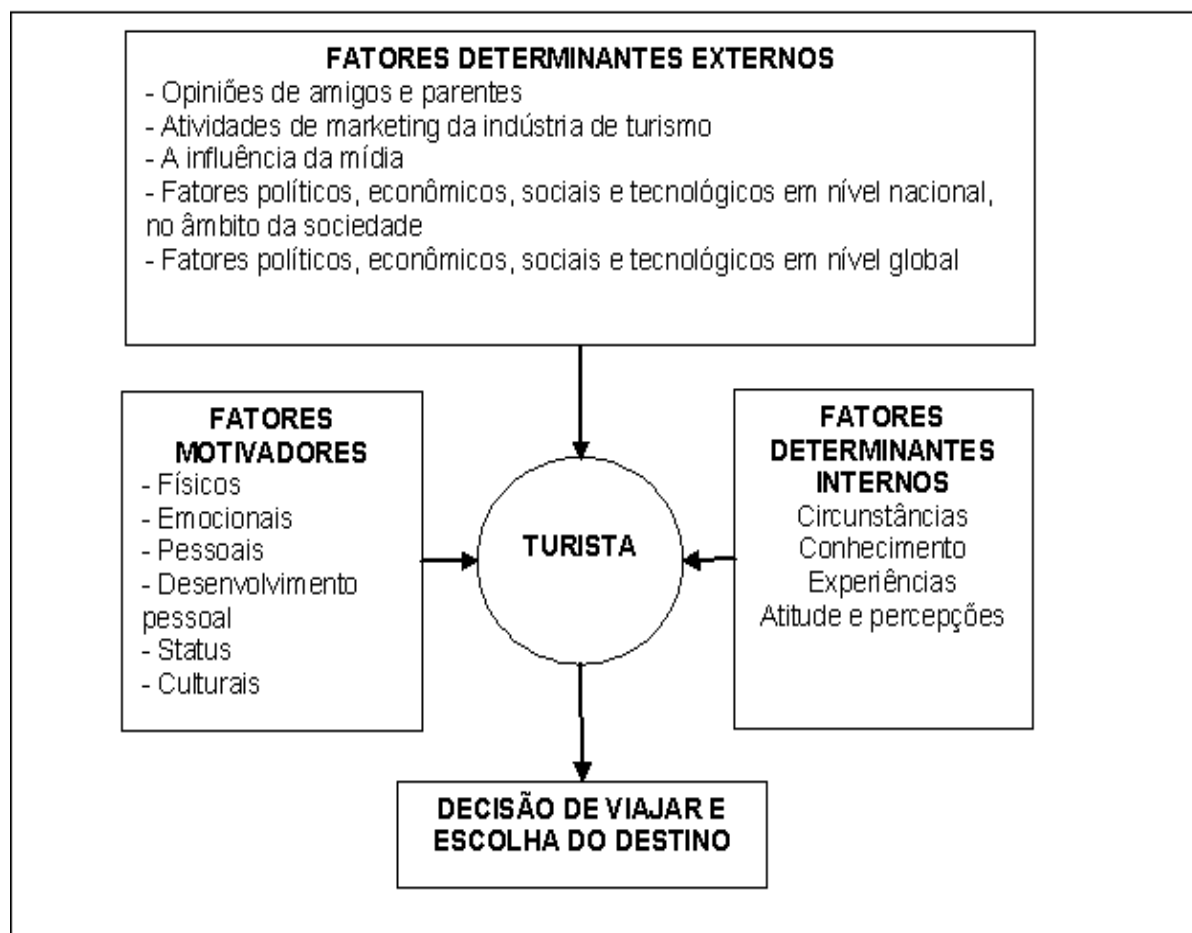 FATORES DETERMINANTES EXTERNOS
- Opiniões de amigos e parentes
- Atividades de marketing da indústria de turismo
- A influência da mídia
- Fatores políticos, econômicos, sociais e tecnológicos em nível nacional,
no âmbito da sociedade
- Fatores políticos, econômicos, sociais e tecnológicos em nível global
FATORES
MOTIVADORES
- Físicos
- Emocionais
- Pessoais
- Desenvolvimento
pessoal
- Status
- Culturais
TURISTA
FATORES
DETERMINANTES
INTERNOS
Circunstâncias
Conhecimento
Experiências
Atitude e percepções
DECISÃO DE VIAJAR E
ESCOLHA DO DESTINO